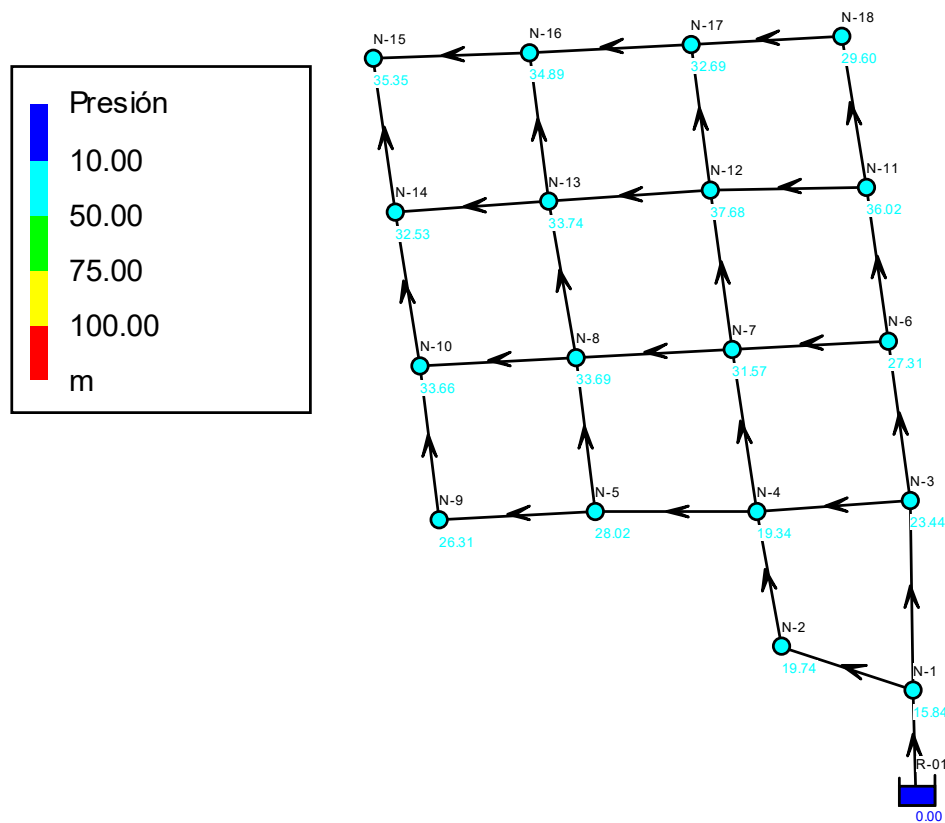 Presión
10.00
50.00
75.00
100.00
m
N-15
35.35
N-16
34.89
N-17
32.69
N-18
29.60
N-14
32.53
N-13
33.74
N-12
37.68
N-11
36.02
N-10
33.66
N-8
33.69
N-7
31.57
N-6
27.31
N-9
26.31
N-5
28.02
N-4
19.34
N-3
23.44
N-2
19.74
N-1
15.84
R-01
0.00